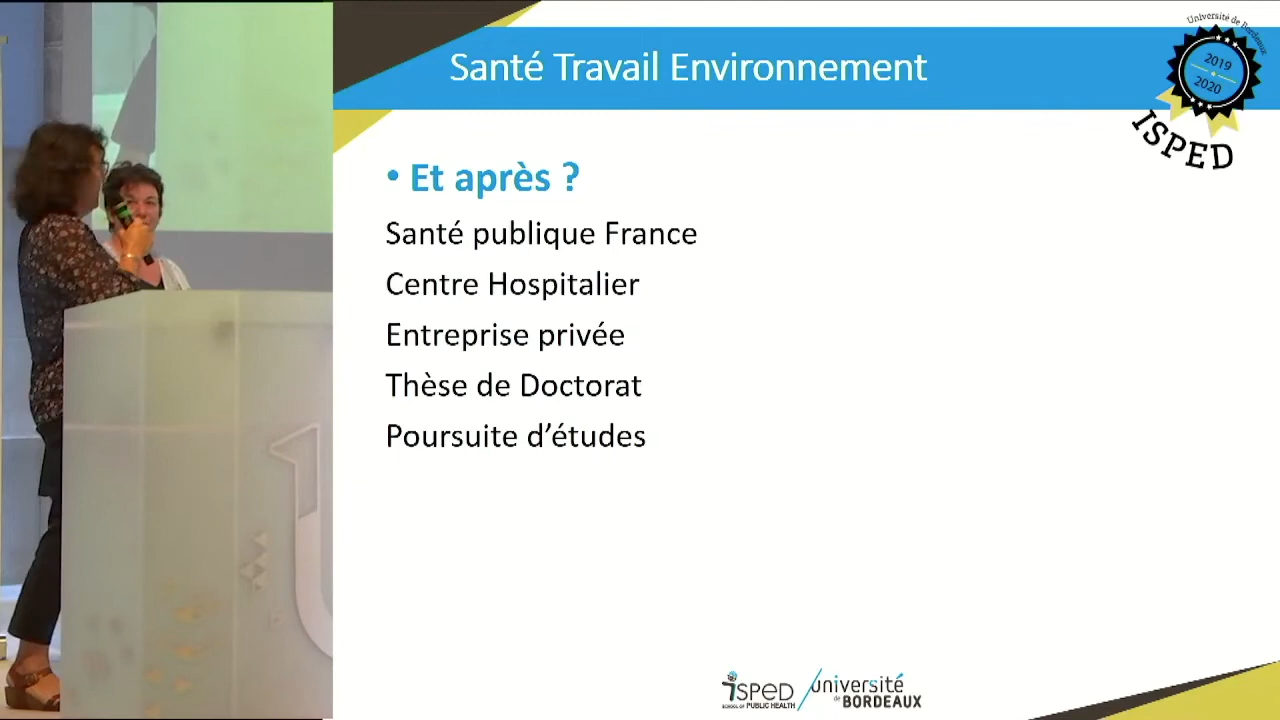 Santé Travail Environnement
Université de Bordeaux
2019
2020
ISPED
• Et après ?
Santé publique France
Centre Hospitalier
Entreprise privée
Thèse de Doctorat
Poursuite d’études
ISPED
SCHOOL OF PUBLIC HEALTH
université
de BORDEAUX